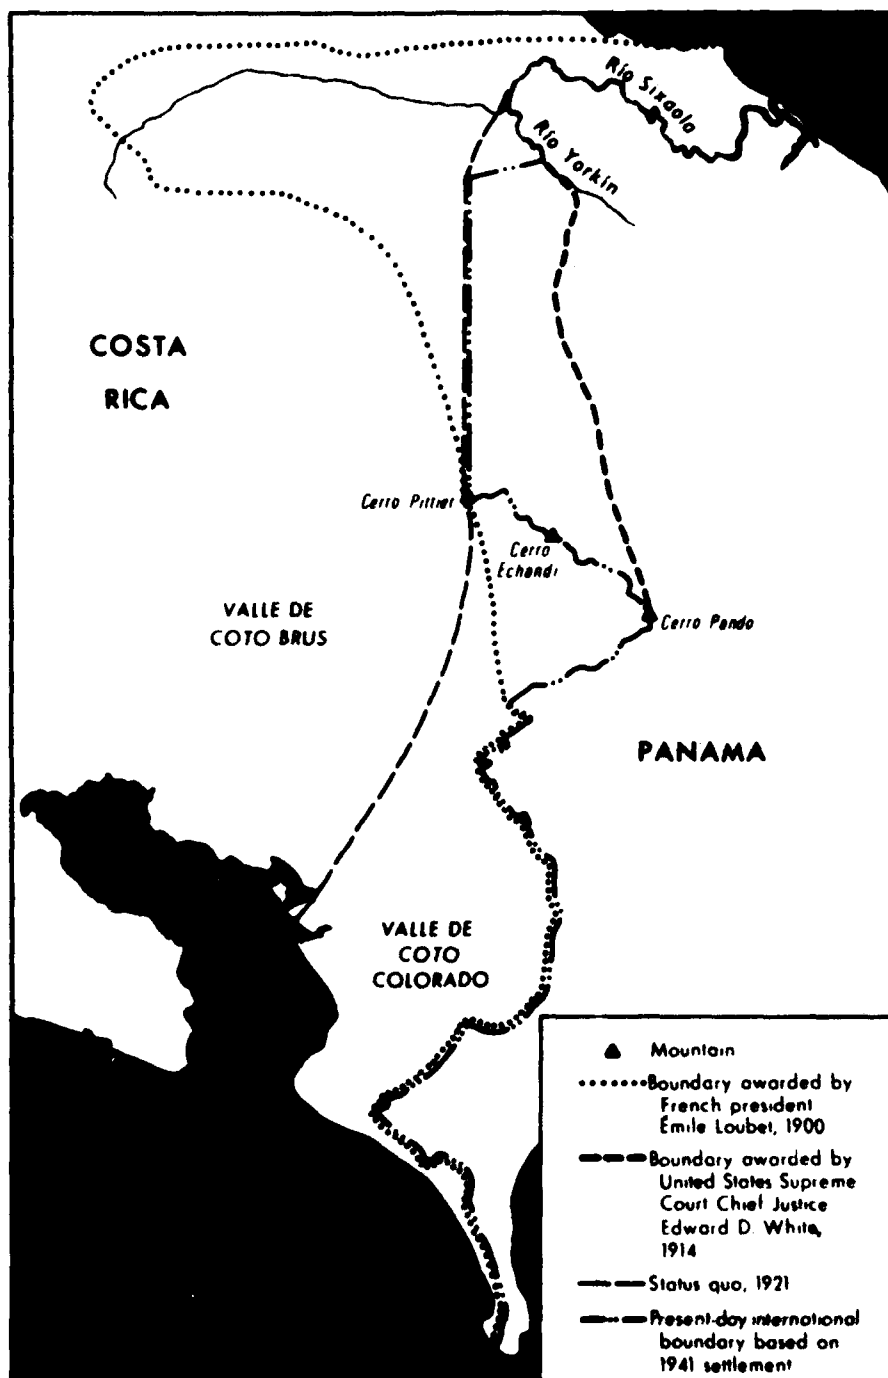 Río Sixaola
Río Yorkín
COSTA
RICA
Cerro Pittier
Cerro
Echandi
Cerro Pando
VALLE DE
COTO BRUS
PANAMA
VALLE DE
COTO
COLORADO
Mountain
Boundary awarded by
French president
Émile Loubet, 1900
Boundary awarded by
United States Supreme
Court Chief Justice
Edward D. White,
1914
Status quo, 1921
Present-day international
boundary based on
1941 settlement